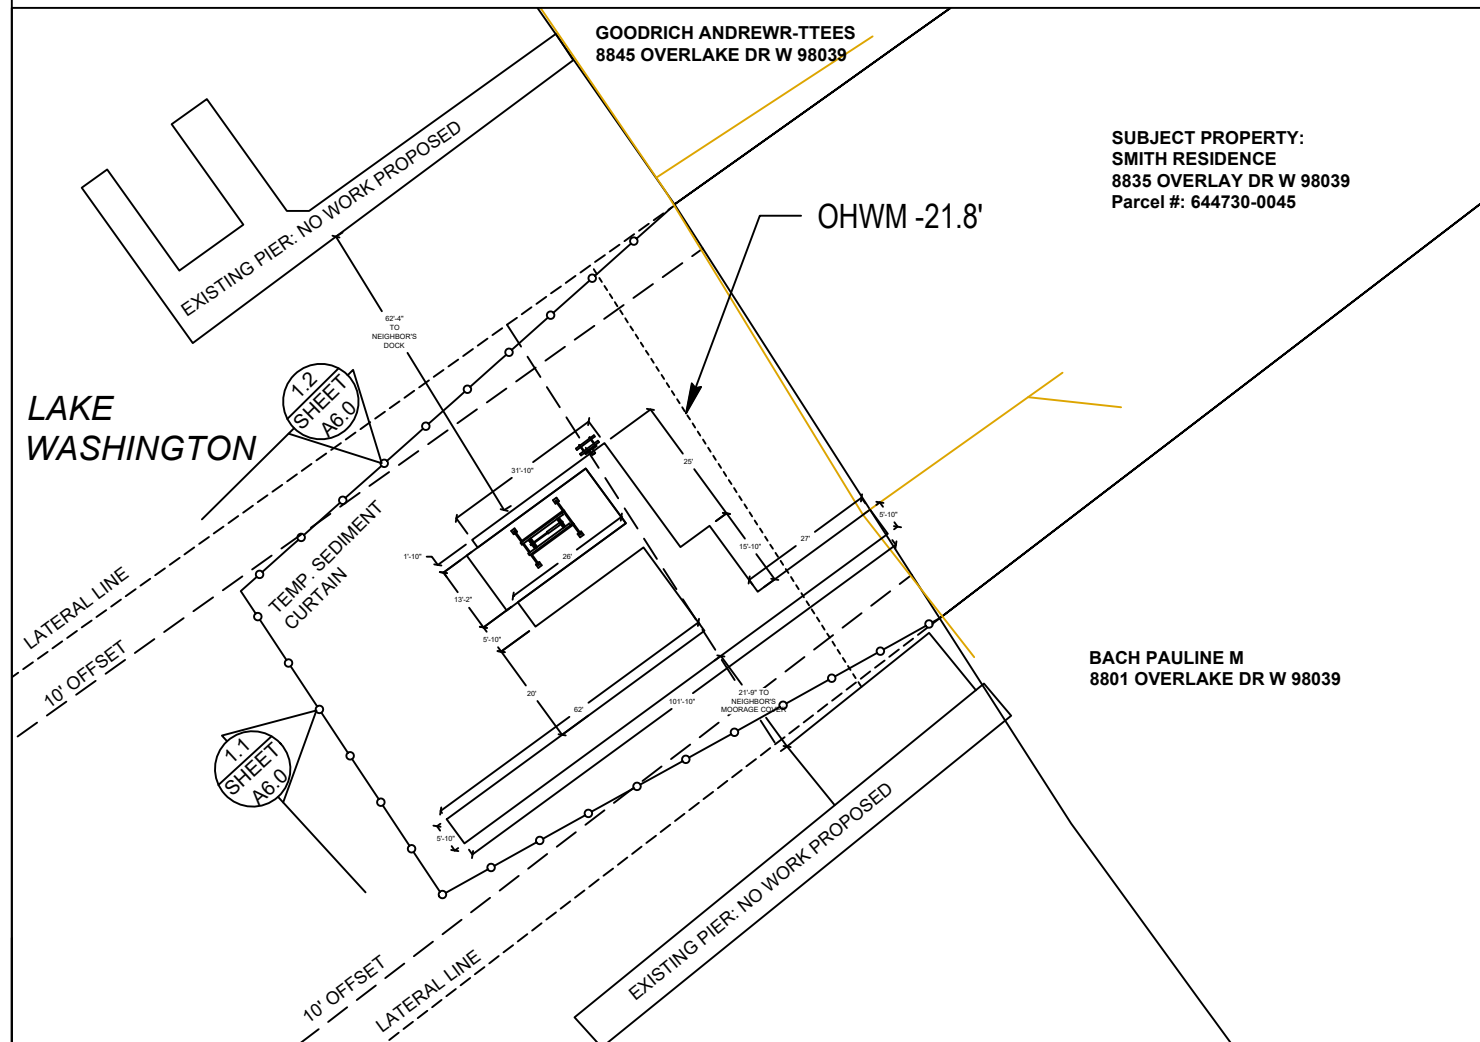 GOODRICH ANDREWR-TTEES
8845 OVERLAKE DR W 98039
SUBJECT PROPERTY:
SMITH RESIDENCE
8835 OVERLAY DR W 98039
Parcel #: 644730-0045
OHWM -21.8'
EXISTING PIER: NO WORK PROPOSED
62'-4"
TO
NEIGHBOR'S
DOCK
1.2
SHEET
A6.0
LAKE
WASHINGTON
31'-10"
25'
5'-10"
27'
15'-10"
1'-10"
26'
13'-2"
5'-10"
TEMP. SEDIMENT
CURTAIN
LATERAL LINE
10' OFFSET
20'
62'
101'-10"
21'-9" TO
NEIGHBOR'S
MOORAGE COVER
BACH PAULINE M
8801 OVERLAKE DR W 98039
1.1
SHEET
A6.0
5'-10"
EXISTING PIER: NO WORK PROPOSED
10' OFFSET
LATERAL LINE